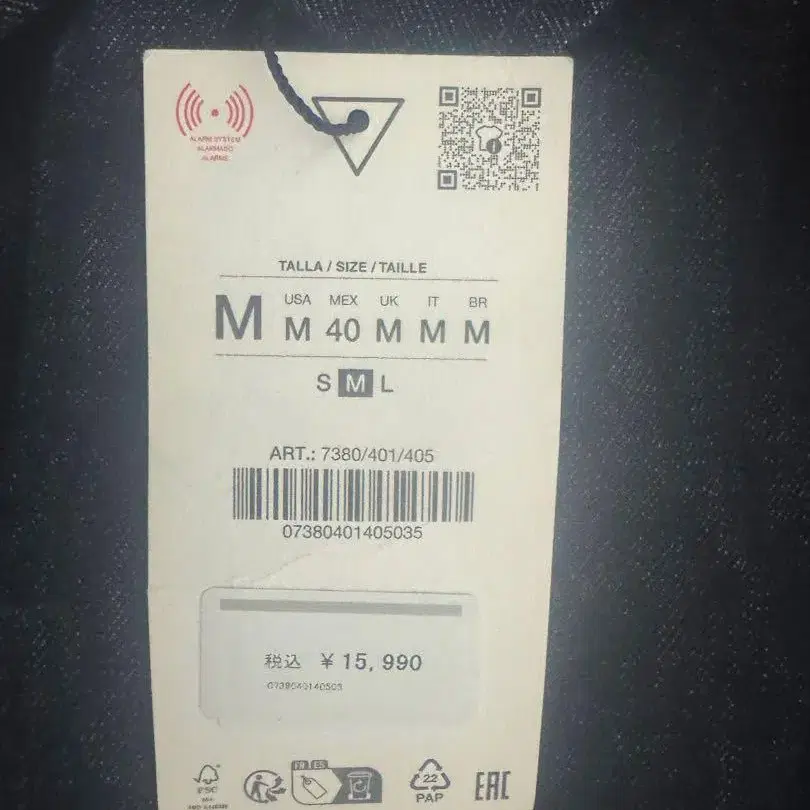 ALARM SYSTEM
ALARMADO
ALARME
TALLA / SIZE / TAILLE
M
USA MEX UK IT BR
M 40 M M M
S M L
ART.: 7380/401/405
07380401405035
税込 ¥ 15,990
FR ES
FSC
22
PAP
EAC